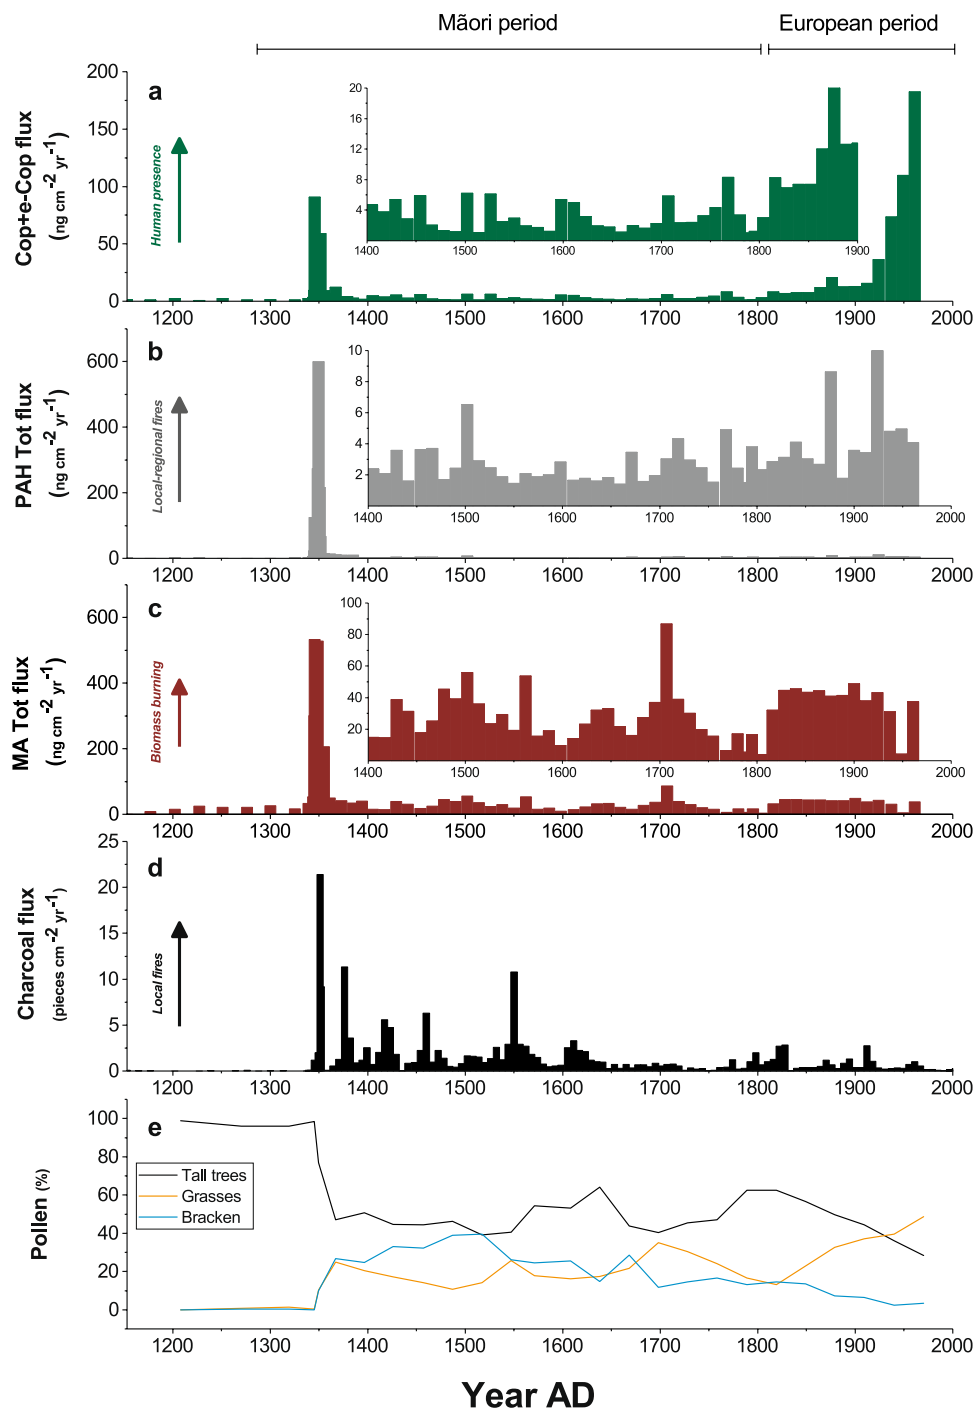 Māori period
European period
a
Cop+e-Cop flux
(ng cm-2 yr-1)
Human presence
200
150
100
50
0
20
16
12
8
4
1400 1500 1600 1700 1800 1900
1200 1300 1400 1500 1600 1700 1800 1900 2000
b
PAH Tot flux
(ng cm-2 yr-1)
Local-regional fires
600
400
200
0
10
8
6
4
2
1400 1500 1600 1700 1800 1900 2000
1200 1300 1400 1500 1600 1700 1800 1900 2000
c
MA Tot flux
(ng cm-2 yr-1)
Biomass burning
600
400
200
0
100
80
60
40
20
1400 1500 1600 1700 1800 1900 2000
1200 1300 1400 1500 1600 1700 1800 1900 2000
d
Charcoal flux
(pieces cm-2 yr-1)
Local fires
25
20
15
10
5
0
1200 1300 1400 1500 1600 1700 1800 1900 2000
e
Pollen (%)
100
80
60
40
20
0
Tall trees
Grasses
Bracken
1200 1300 1400 1500 1600 1700 1800 1900 2000
Year AD